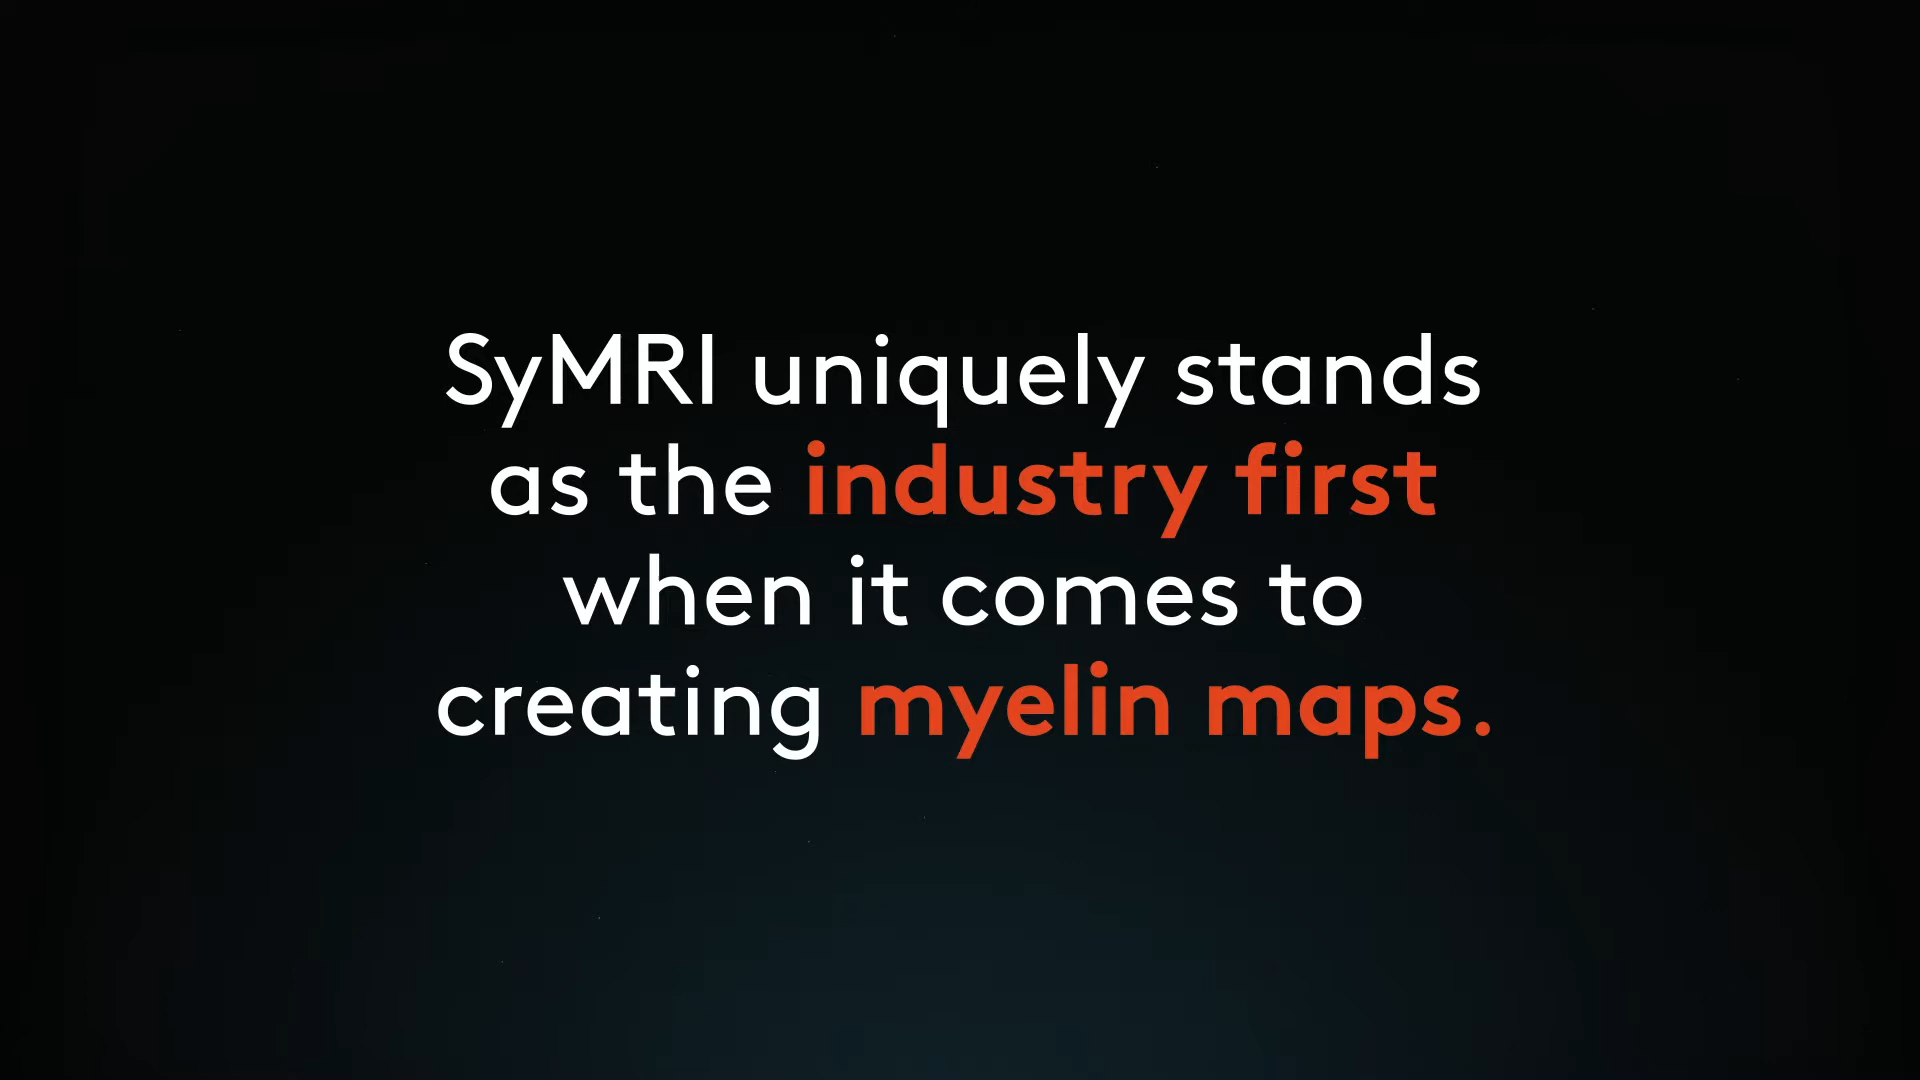 SyMRI uniquely stands
as the industry first
when it comes to
creating myelin maps.